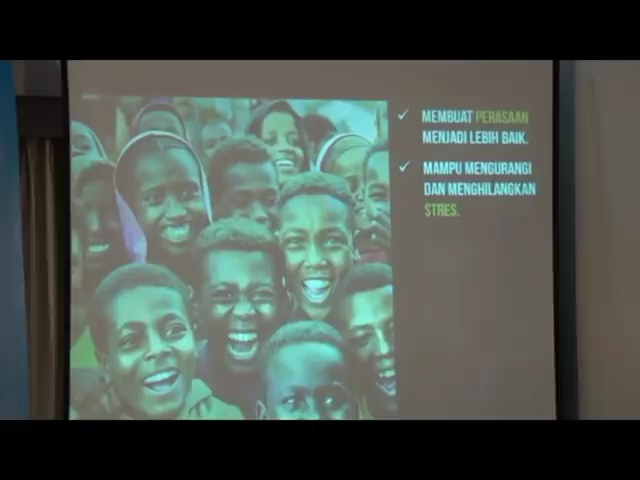 ✓ MEMBUAT PERASAAN
MENJADI LEBIH BAIK.
✓ MAMPU MENGURANGI
DAN MENGHILANGKAN
STRES.